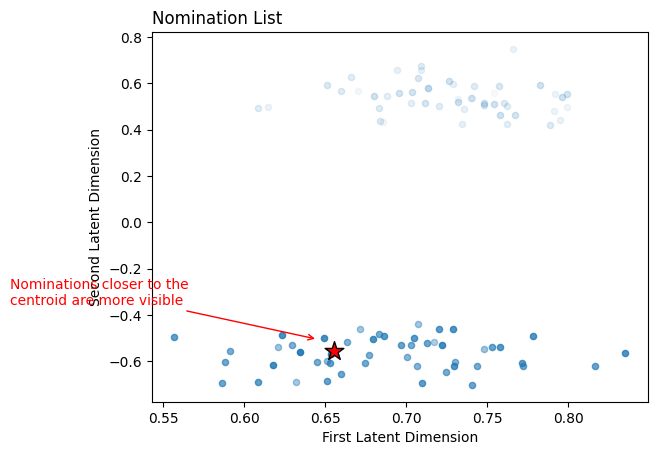 Nomination List
0.8
0.6
0.4
0.2
0.0
−0.2
−0.4
−0.6
Second Latent Dimension
Nominations closer to the
centroid are more visible
0.55 0.60 0.65 0.70 0.75 0.80
First Latent Dimension